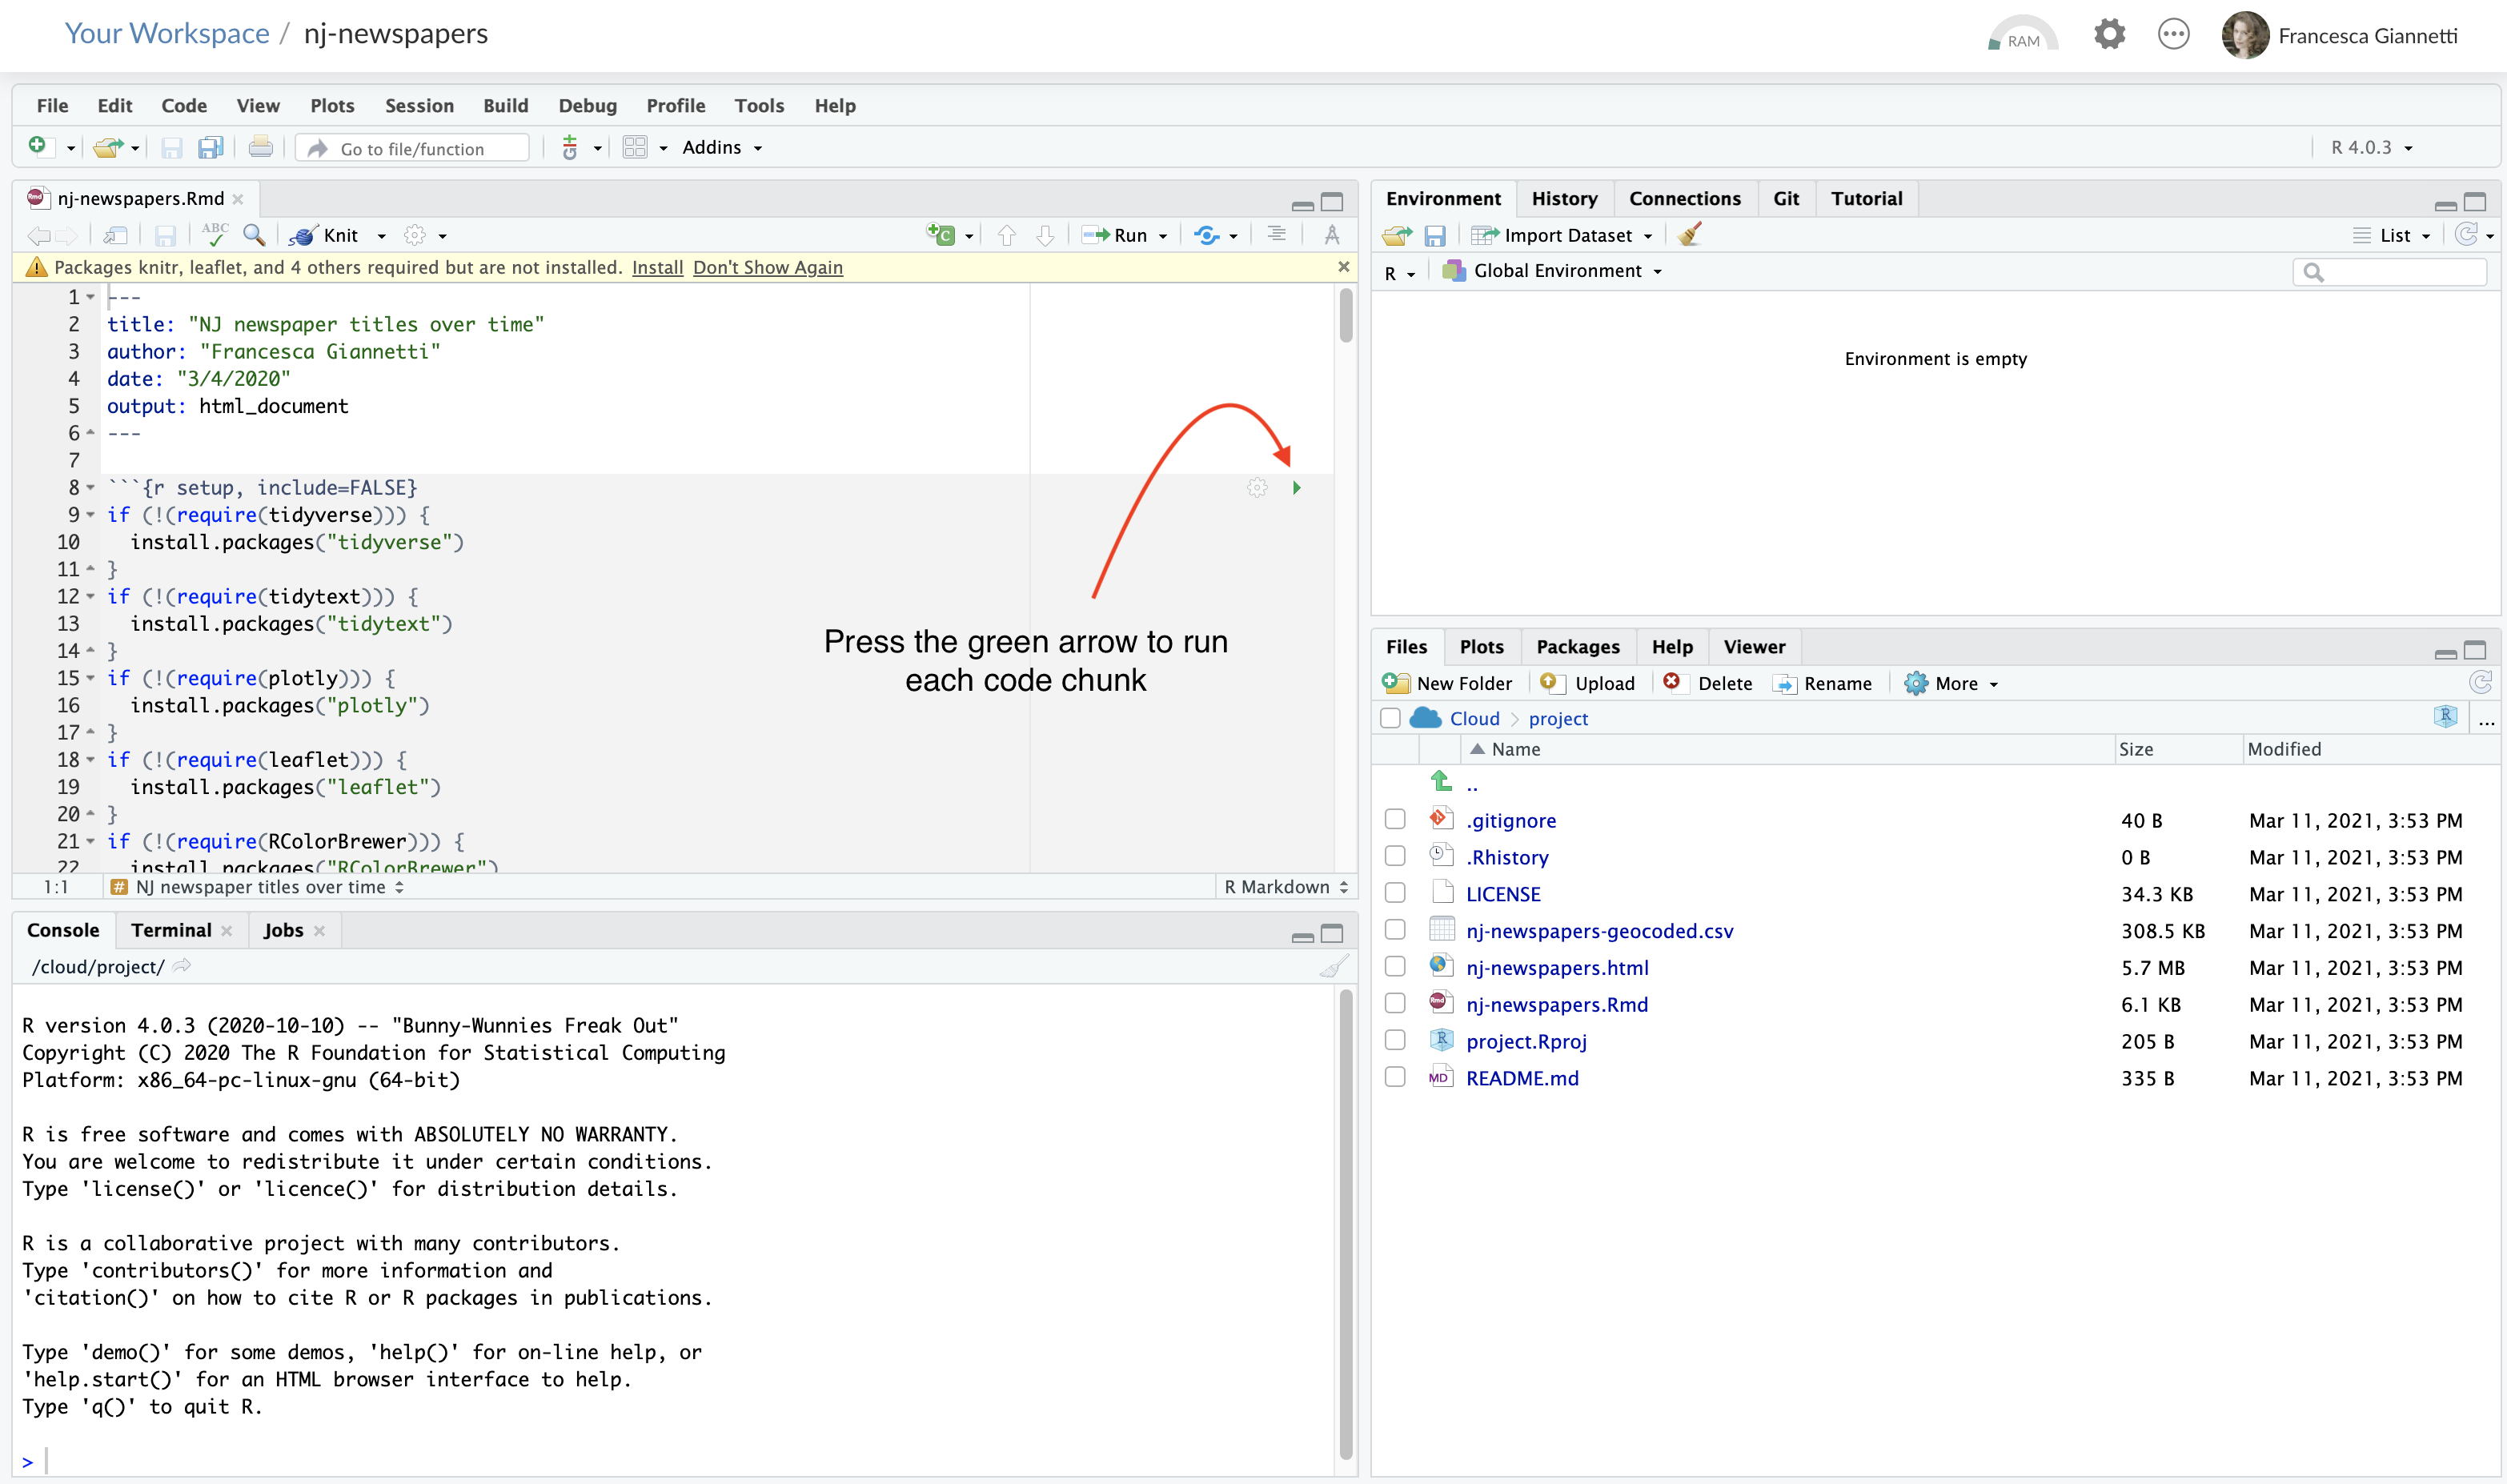 Your Workspace / nj-newspapers
RAM
Francesca Giannetti
File Edit Code View Plots Session Build Debug Profile Tools Help
Go to file/function
Git
Addins
R 4.0.3
nj-newspapers.Rmd
ABC
Knit
Run
Packages knitr, leaflet, and 4 others required but are not installed. Install Don't Show Again
1 ---
2 title: "NJ newspaper titles over time"
3 author: "Francesca Giannetti"
4 date: "3/4/2020"
5 output: html_document
6 ---
7
8 ```{r setup, include=FALSE}
9 if (!(require(tidyverse))) {
10 install.packages("tidyverse")
11 }
12 if (!(require(tidytext))) {
13 install.packages("tidytext")
14 }
15 if (!(require(plotly))) {
16 install.packages("plotly")
17 }
18 if (!(require(leaflet))) {
19 install.packages("leaflet")
20 }
21 if (!(require(RColorBrewer))) {
22 install.packages("RColorBrewer")
Press the green arrow to run
each code chunk
1:1 # NJ newspaper titles over time
R Markdown
Console Terminal Jobs
/cloud/project/
R version 4.0.3 (2020-10-10) -- "Bunny-Wunnies Freak Out"
Copyright (C) 2020 The R Foundation for Statistical Computing
Platform: x86_64-pc-linux-gnu (64-bit)
R is free software and comes with ABSOLUTELY NO WARRANTY.
You are welcome to redistribute it under certain conditions.
Type 'license()' or 'licence()' for distribution details.
R is a collaborative project with many contributors.
Type 'contributors()' for more information and
'citation()' on how to cite R or R packages in publications.
Type 'demo()' for some demos, 'help()' for on-line help, or
'help.start()' for an HTML browser interface to help.
Type 'q()' to quit R.
>
Environment History Connections Git Tutorial
Import Dataset
List
R Global Environment
Environment is empty
Files Plots Packages Help Viewer
New Folder Upload Delete Rename More
Cloud > project
R ...
Name Size Modified
..
.gitignore 40 B Mar 11, 2021, 3:53 PM
.Rhistory 0 B Mar 11, 2021, 3:53 PM
LICENSE 34.3 KB Mar 11, 2021, 3:53 PM
nj-newspapers-geocoded.csv 308.5 KB Mar 11, 2021, 3:53 PM
nj-newspapers.html 5.7 MB Mar 11, 2021, 3:53 PM
nj-newspapers.Rmd 6.1 KB Mar 11, 2021, 3:53 PM
project.Rproj 205 B Mar 11, 2021, 3:53 PM
README.md 335 B Mar 11, 2021, 3:53 PM